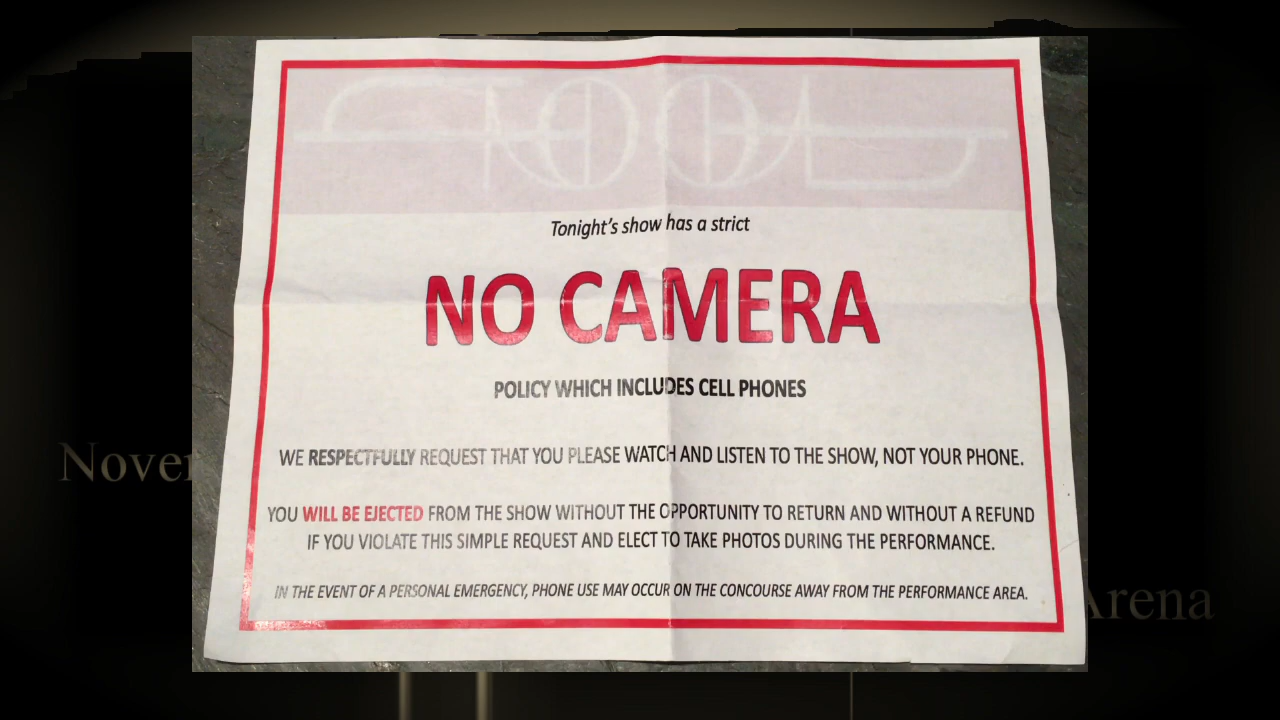 TOOL
Tonight's show has a strict
NO CAMERA
POLICY WHICH INCLUDES CELL PHONES
WE RESPECTFULLY REQUEST THAT YOU PLEASE WATCH AND LISTEN TO THE SHOW, NOT YOUR PHONE.
YOU WILL BE EJECTED FROM THE SHOW WITHOUT THE OPPORTUNITY TO RETURN AND WITHOUT A REFUND
IF YOU VIOLATE THIS SIMPLE REQUEST AND ELECT TO TAKE PHOTOS DURING THE PERFORMANCE.
IN THE EVENT OF A PERSONAL EMERGENCY, PHONE USE MAY OCCUR ON THE CONCOURSE AWAY FROM THE PERFORMANCE AREA.
Arena